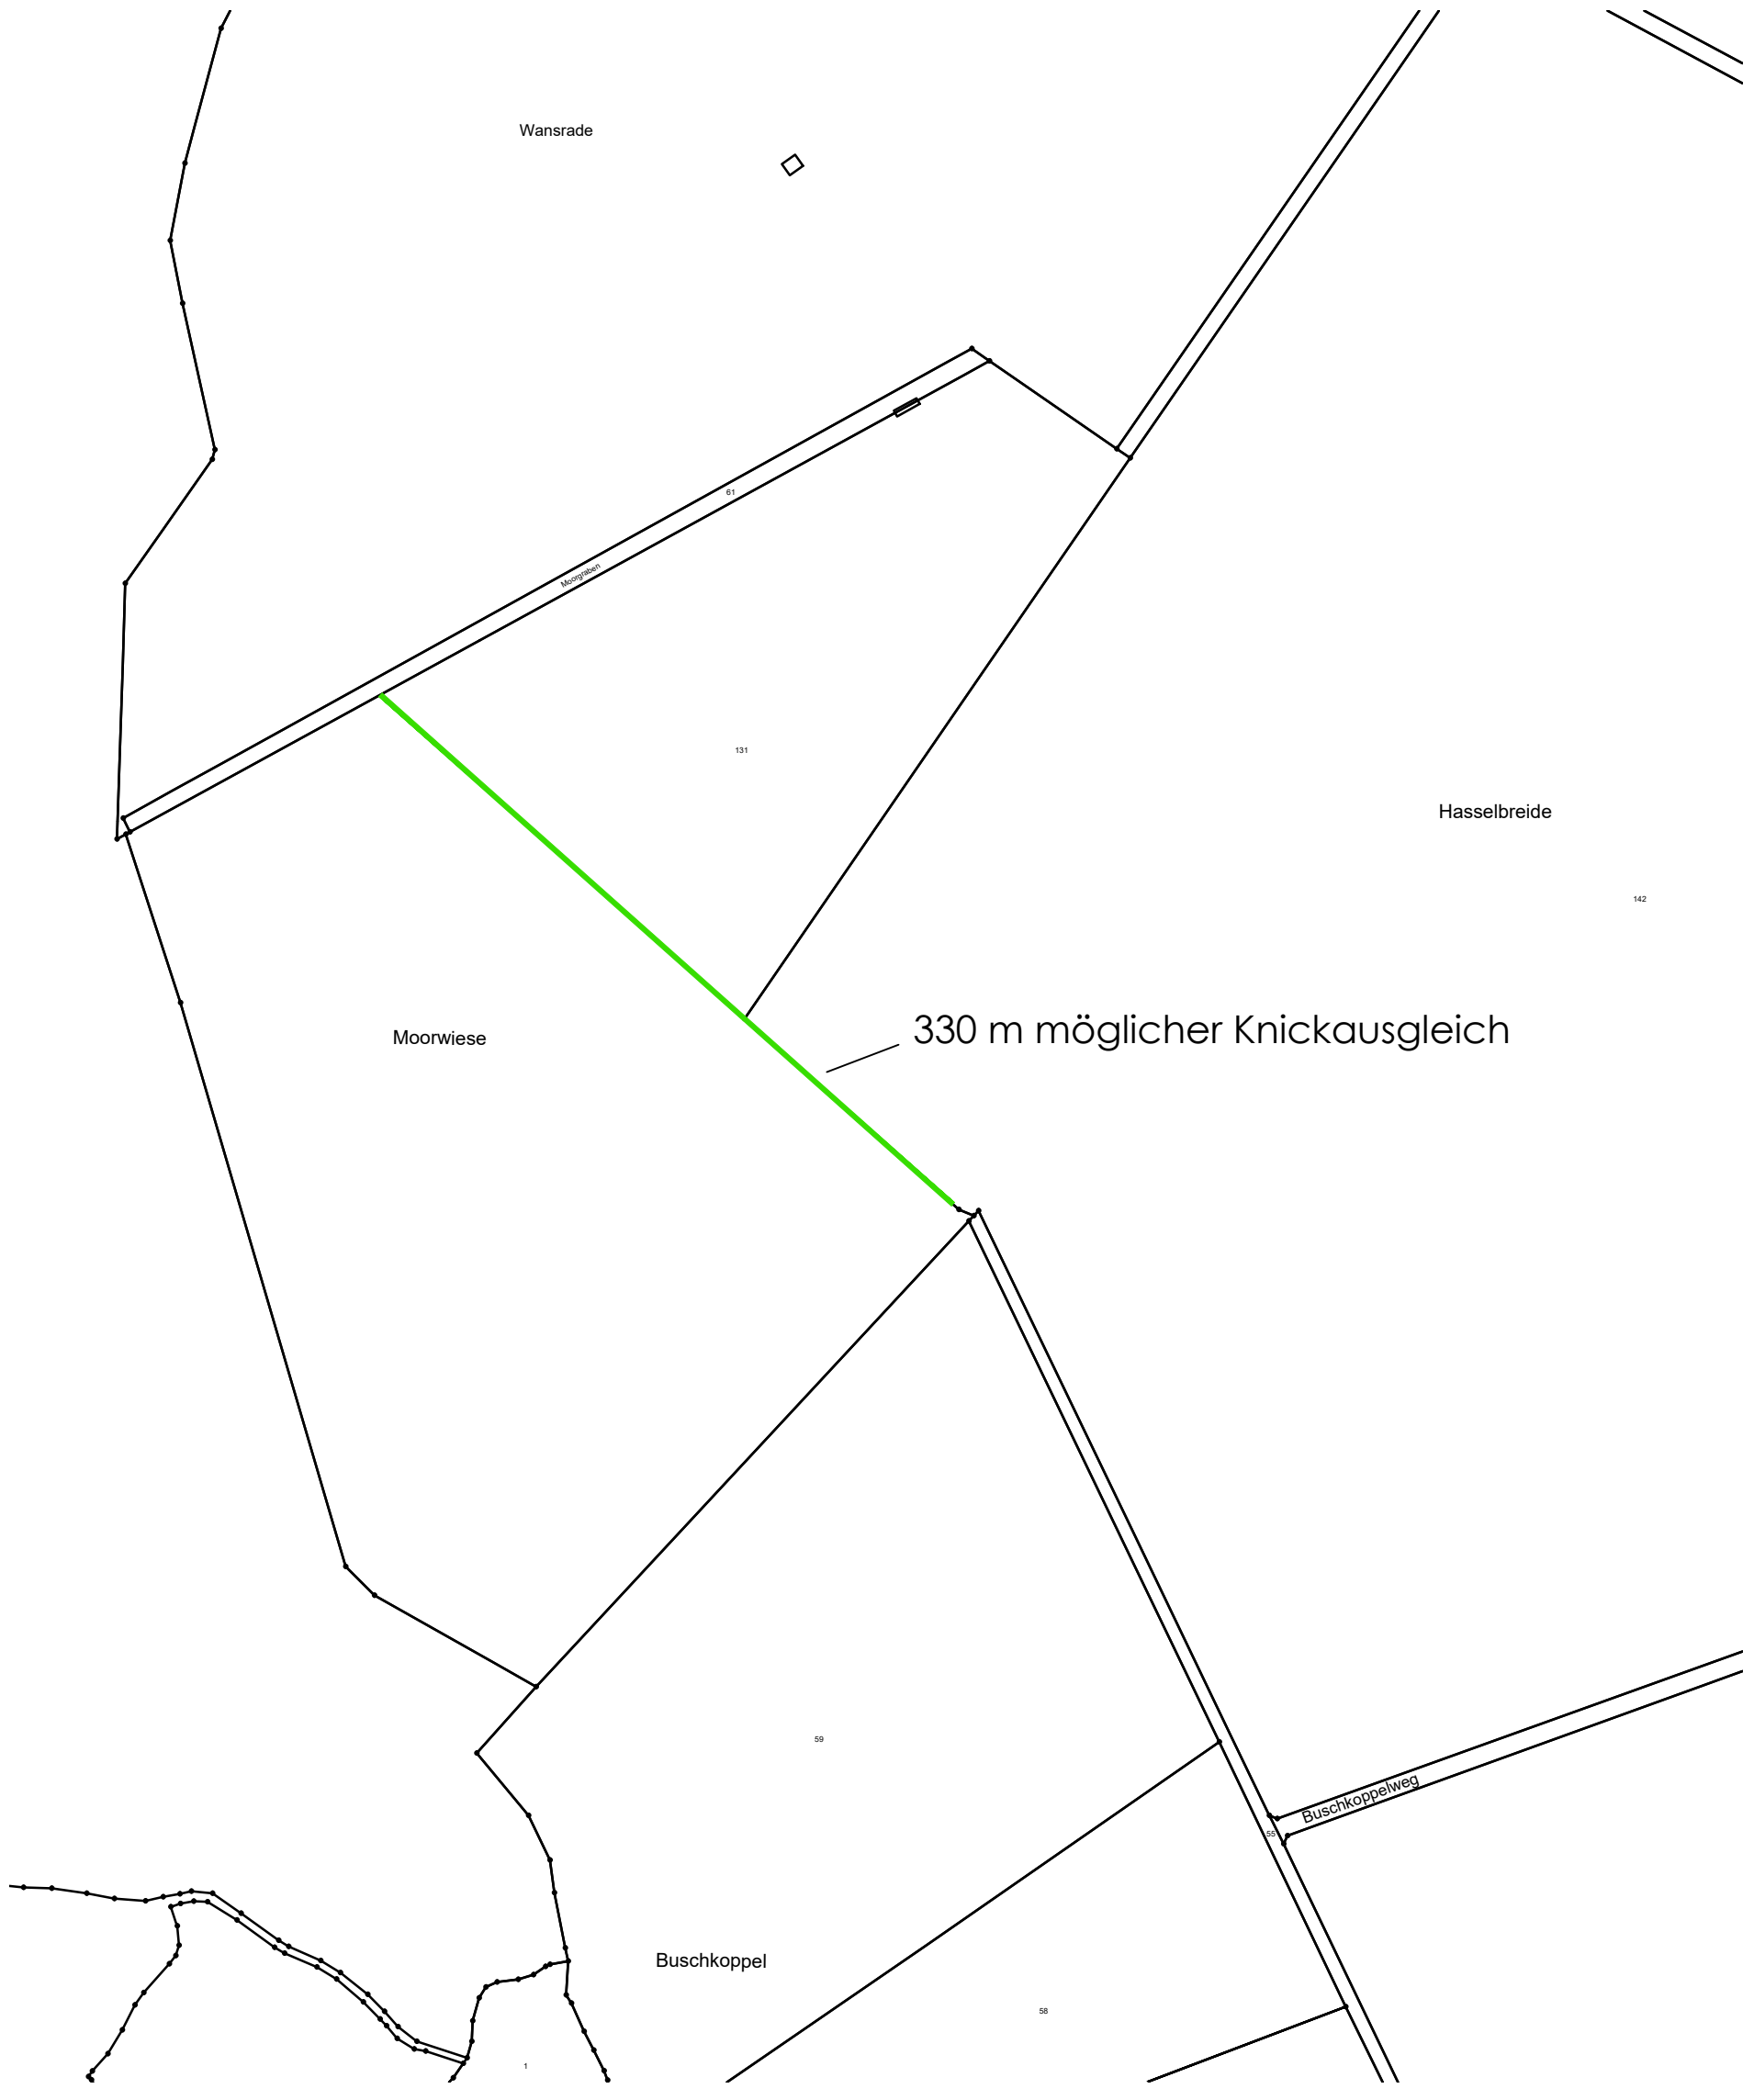 Wansrade
61
Moorgraben
131
Hasselbreide
142
330 m möglicher Knickausgleich
Moorwiese
59
Buschkoppelweg
55
Buschkoppel
58
1